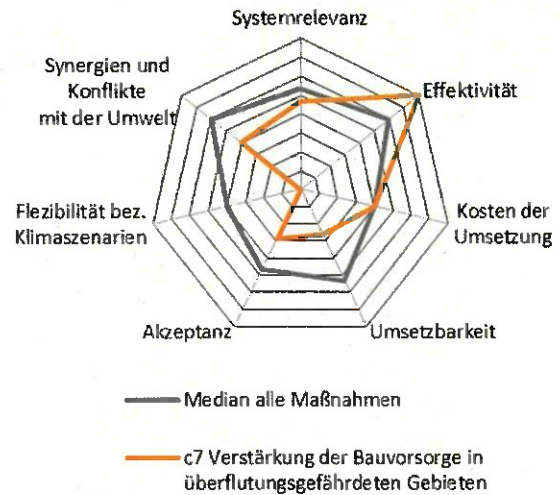 Systemrelevanz
Synergien und
Konflikte
mit der Umwelt
Effektivität
Flezibilität bez.
Klimaszenarien
Kosten der
Umsetzung
Akzeptanz
Umsetzbarkeit
Median alle Maßnahmen
c7 Verstärkung der Bauvorsorge in
überflutungsgefährdeten Gebieten